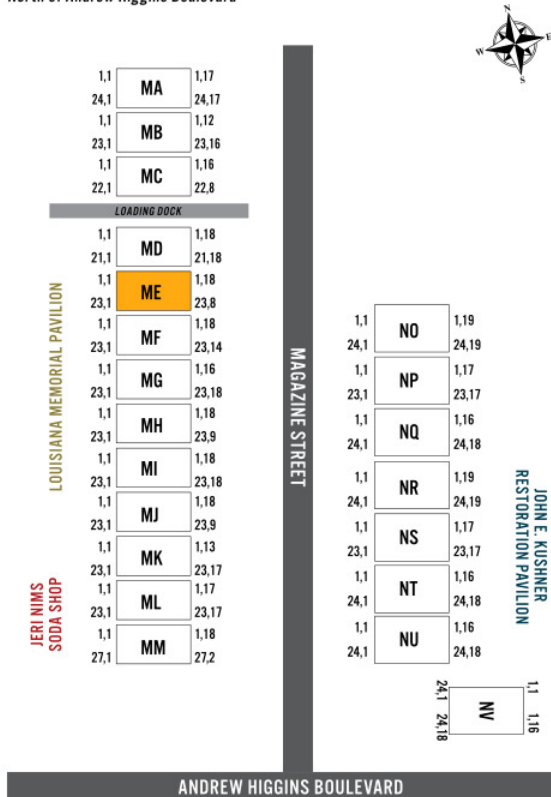 North of Andrew Higgins Boulevard
N
W E
S
1,1 MA 1,17
24,1 24,17
1,1 MB 1,12
23,1 23,16
1,1 MC 1,16
22,1 22,8
LOADING DOCK
1,1 MD 1,18
21,1 21,18
1,1 ME 1,18
23,1 23,8
1,1 MF 1,18
23,1 23,14
1,1 MG 1,16
23,1 23,18
1,1 MH 1,18
23,1 23,9
1,1 MI 1,18
23,1 23,18
1,1 MJ 1,18
23,1 23,9
1,1 MK 1,13
23,1 23,17
1,1 ML 1,17
23,1 23,17
1,1 MM 1,18
27,1 27,2
LOUISIANA MEMORIAL PAVILION
JERI NIMS
SODA SHOP
MAGAZINE STREET
1,1 NO 1,19
24,1 24,19
1,1 NP 1,17
23,1 23,17
1,1 NQ 1,16
24,1 24,18
1,1 NR 1,19
24,1 24,19
1,1 NS 1,17
23,1 23,17
1,1 NT 1,16
24,1 24,18
1,1 NU 1,16
24,1 24,18
JOHN E. KUSHNER
RESTORATION PAVILION
1,1 NV 1,16
24,1 24,18
ANDREW HIGGINS BOULEVARD